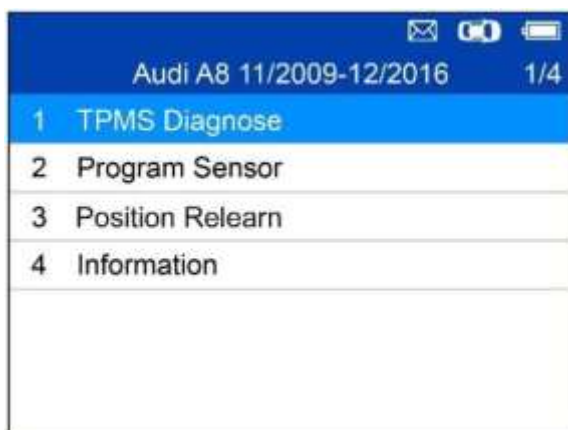 Audi A8 11/2009-12/2016 1/4
1 TPMS Diagnose
2 Program Sensor
3 Position Relearn
4 Information